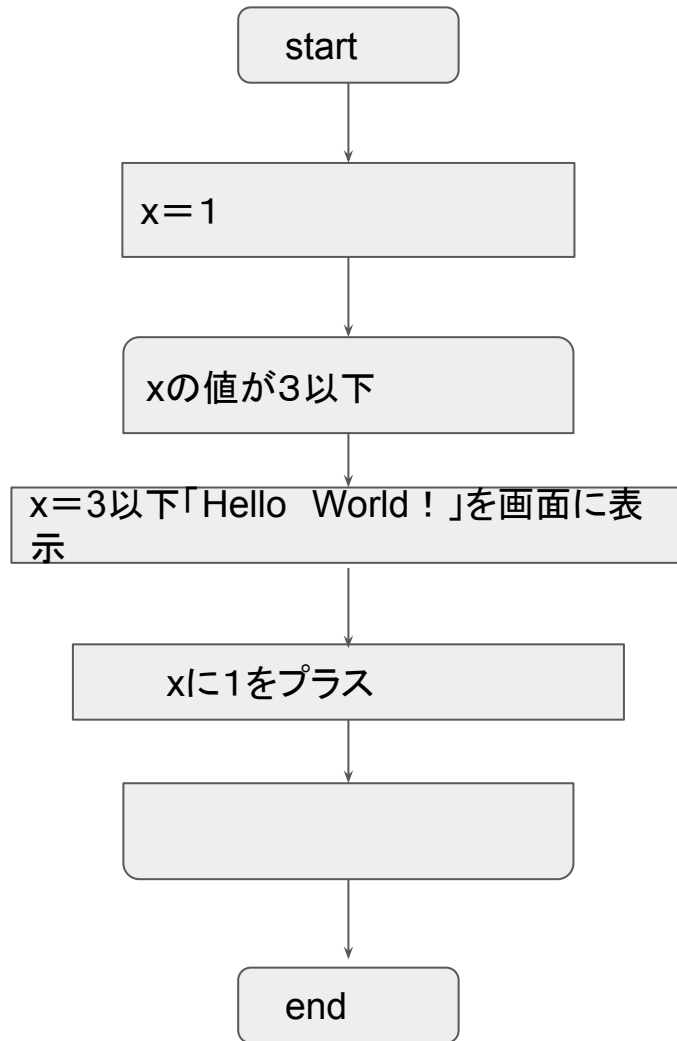 start
x＝１
xの値が３以下
x＝3以下「Hello　World！」を画面に表
示
xに１をプラス
end